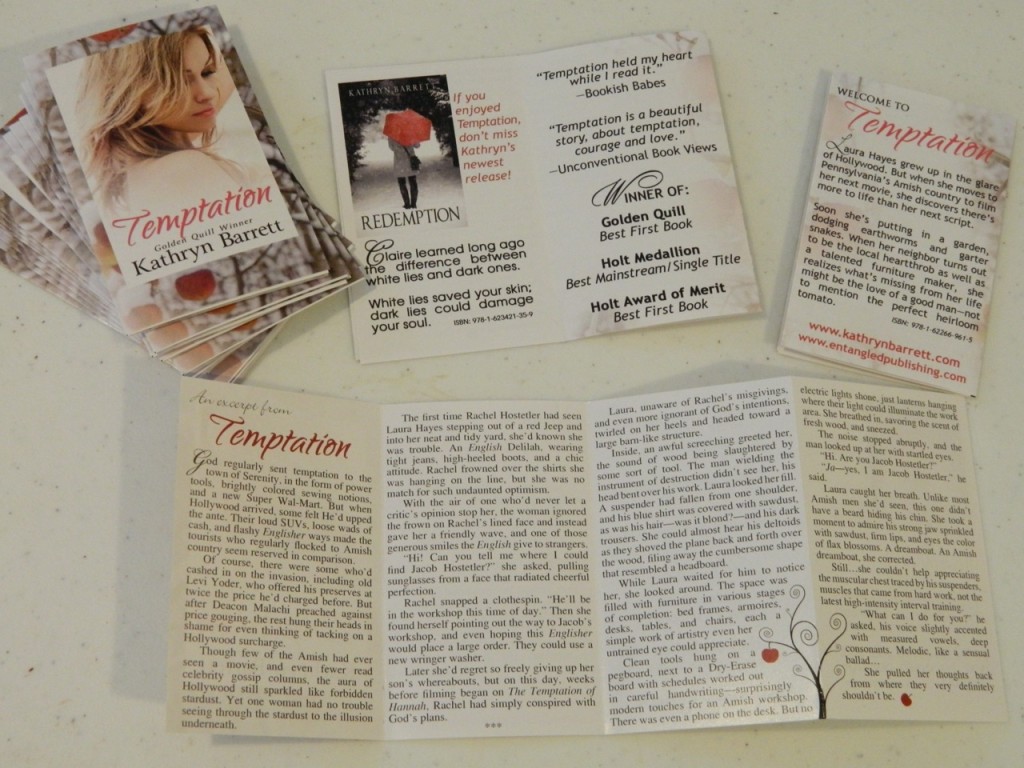 Temptation
Golden Quill Winner
Kathryn Barrett
KATHRYN BARRETT
REDEMPTION
If you
enjoyed
Temptation,
don't miss
Kathryn's
newest
release!
Claire learned long ago
the difference between
white lies and dark ones.
White lies saved your skin;
dark lies could damage
your soul.
ISBN: 978-1-623421-35-9
"Temptation held my heart
while I read it."
—Bookish Babes
"Temptation is a beautiful
story, about temptation,
courage and love."
—Unconventional Book Views
WINNER OF:
Golden Quill
Best First Book
Holt Medallion
Best Mainstream/Single Title
Holt Award of Merit
Best First Book
WELCOME TO
Temptation
Laura Hayes grew up in the glare
of Hollywood. But when she moves to
Pennsylvania's Amish country to film
her next movie, she discovers there's
more to life than her next script.
Soon she's putting in a garden,
dodging earthworms and garter
snakes. When her neighbor turns out
to be the local heartthrob as well as
a talented furniture maker, she
realizes what's missing from her life
might be the love of a good man—not
to mention the perfect heirloom
tomato.
ISBN: 978-1-62266-961-5
www.kathrynbarrett.com
www.entangledpublishing.com
An excerpt from
Temptation
God regularly sent temptation to the
town of Serenity, in the form of power
tools, brightly colored sewing notions,
and a new Super Wal-Mart. But when
Hollywood arrived, some felt He'd upped
the ante. Their loud SUVs, loose wads of
cash, and flashy Englisher ways made the
tourists who regularly flocked to Amish
country seem reserved in comparison.
Of course, there were some who'd
cashed in on the invasion, including old
Levi Yoder, who offered his preserves at
twice the price he'd charged before. But
after Deacon Malachi preached against
price gouging, the rest hung their heads in
shame for even thinking of tacking on a
Hollywood surcharge.
Though few of the Amish had ever
seen a movie, and even fewer read
celebrity gossip columns, the aura of
Hollywood still sparkled like forbidden
stardust. Yet one woman had no trouble
seeing through the stardust to the illusion
underneath.
The first time Rachel Hostetler had seen
Laura Hayes stepping out of a red Jeep and
into her neat and tidy yard, she'd known she
was trouble. An English Delilah, wearing
tight jeans, high-heeled boots, and a chic
attitude. Rachel frowned over the shirts she
was hanging on the line, but she was no
match for such undaunted optimism.
With the air of one who'd never let a
critic's opinion stop her, the woman ignored
the frown on Rachel's lined face and instead
gave her a friendly wave, and one of those
generous smiles the English give to strangers.
"Hi! Can you tell me where I could
find Jacob Hostetler?" she asked, pulling
sunglasses from a face that radiated cheerful
perfection.
Rachel snapped a clothespin. "He'll be
in the workshop this time of day." Then she
found herself pointing out the way to Jacob's
workshop, and even hoping this Englisher
would place a large order. They could use a
new wringer washer.
Later she'd regret so freely giving up her
son's whereabouts, but on this day, weeks
before filming began on The Temptation of
Hannah, Rachel had simply conspired with
God's plans.
***
Laura, unaware of Rachel's misgivings,
and even more ignorant of God's intentions,
twirled on her heels and headed toward a
large barn-like structure.
Inside, an awful screeching greeted her,
the sound of wood being slaughtered by
some sort of tool. The man wielding the
instrument of destruction didn't see her, his
head bent over his work. Laura looked her fill.
A suspender had fallen from one shoulder,
and his blue shirt was covered with sawdust,
as was his hair—was it blond?—and his dark
trousers. She could almost hear his deltoids
as they shoved the plane back and forth over
the wood, filing away the cumbersome shape
that resembled a headboard.
While Laura waited for him to notice
her, she looked around. The space was
filled with furniture in various stages
of completion: bed frames, armoires,
desks, tables, and chairs, each a
simple work of artistry even her
untrained eye could appreciate.
Clean tools hung on a
pegboard, next to a Dry-Erase
board with schedules worked out
in careful handwriting—surprisingly
modern touches for an Amish workshop.
There was even a phone on the desk. But no
electric lights shone, just lanterns hanging
where their light could illuminate the work
area. She breathed in, savoring the scent of
fresh wood, and sneezed.
The noise stopped abruptly, and the
man looked up at her with startled eyes.
"Hi. Are you Jacob Hostetler?"
"Jo—yes, I am Jacob Hostetler," he
said.
Laura caught her breath. Unlike most
Amish men she'd seen, this one didn't
have a beard hiding his chin. She took a
moment to admire his strong jaw sprinkled
with sawdust, firm lips, and eyes the color
of flax blossoms. A dreamboat. An Amish
dreamboat, she corrected.
Still...she couldn't help appreciating
the muscular chest traced by his suspenders,
muscles that came from hard work, not the
latest high-intensity interval training.
"What can I do for you?" he
asked, his voice slightly accented
with measured vowels, deep
consonants. Melodic, like a sensual
ballad...
She pulled her thoughts back
from where they very definitely
shouldn't be.